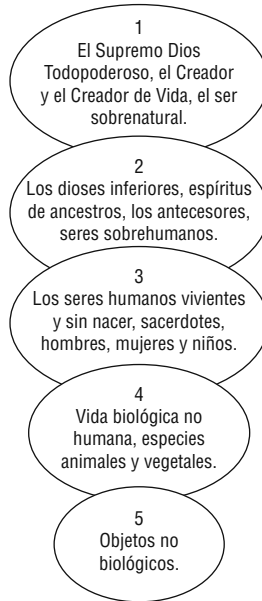 1
El Supremo Dios
Todopoderoso, el Creador
y el Creador de Vida, el ser
sobrenatural.
2
Los dioses inferiores, espíritus
de ancestros, los antecesores,
seres sobrehumanos.
3
Los seres humanos vivientes
y sin nacer, sacerdotes,
hombres, mujeres y niños.
4
Vida biológica no
humana, especies
animales y vegetales.
5
Objetos no
biológicos.